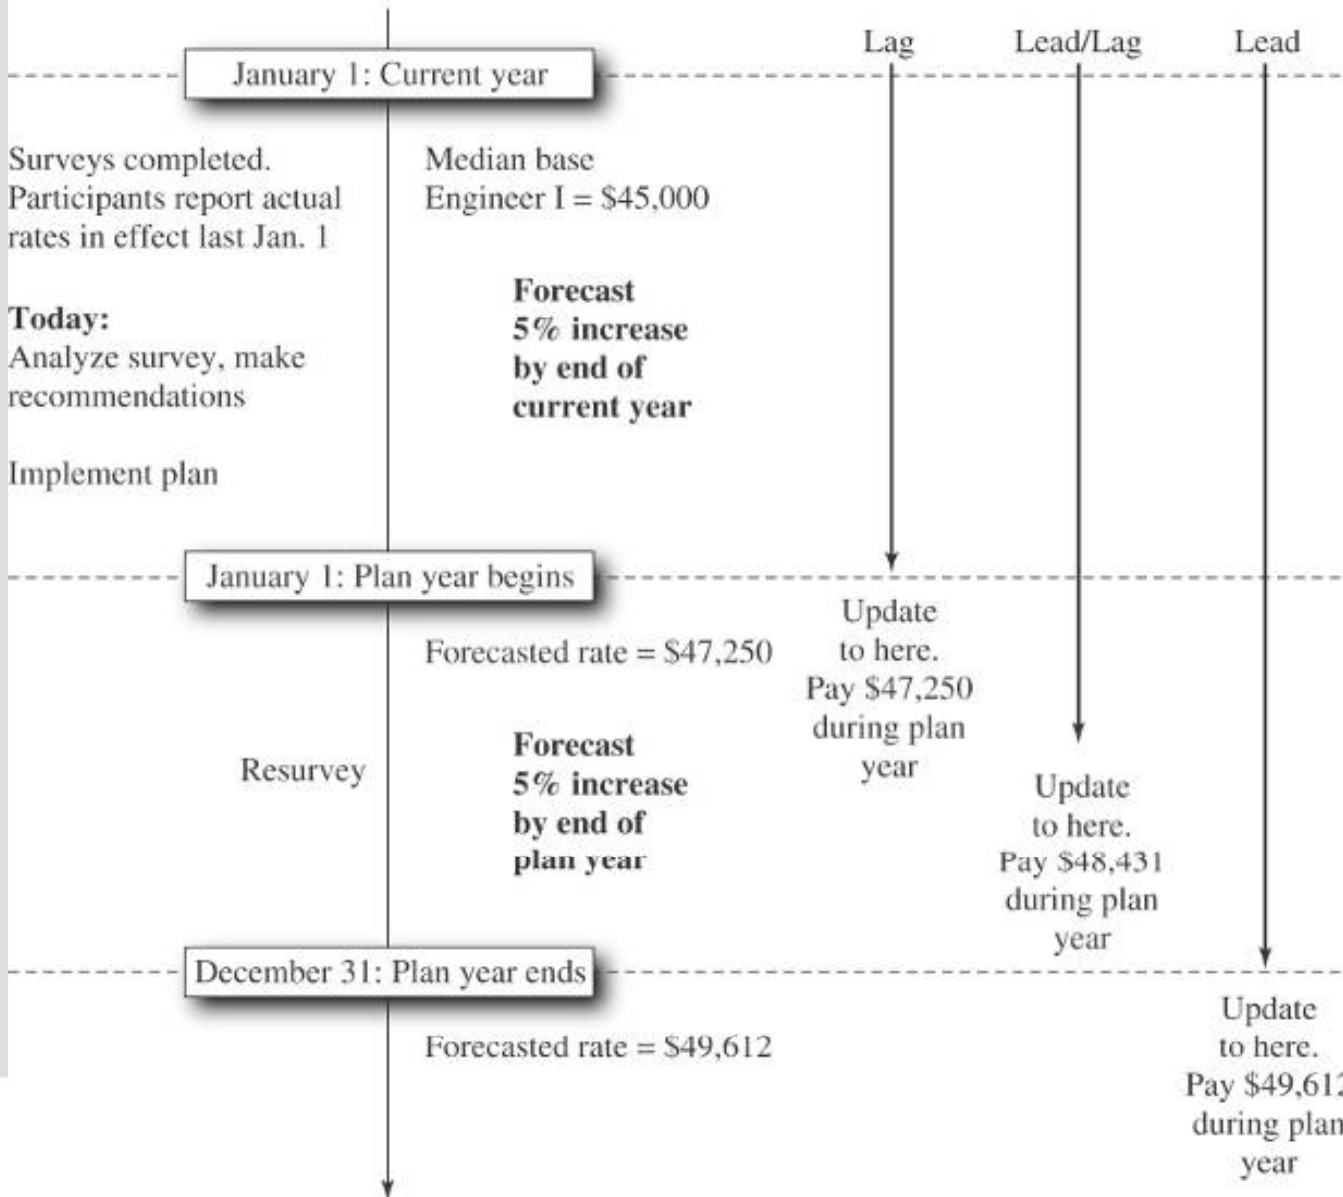 Lag
Lead/Lag
Lead
January 1: Current year
Surveys completed.
Participants report actual
rates in effect last Jan. 1
Median base
Engineer I = $45,000
Forecast
5% increase
by end of
current year
Today:
Analyze survey, make
recommendations
Implement plan
January 1: Plan year begins
Forecasted rate = $47,250
Update
to here.
Pay $47,250
during plan
year
Resurvey
Forecast
5% increase
by end of
plan year
Update
to here.
Pay $48,431
during plan
year
December 31: Plan year ends
Forecasted rate = $49,612
Update
to here.
Pay $49,612
during plan
year